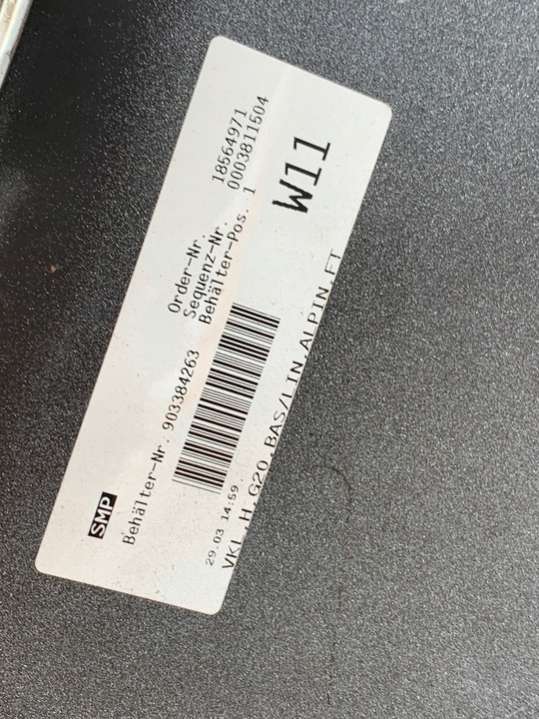 SMP
Behälter-Nr. 903384263
Order-Nr. 18564971
Sequenz-Nr. 0003811504
Behälter-Pos. 1
W11
29.03 14:59
VKL,H,G20,BAS/LIN,ALPIN,FT